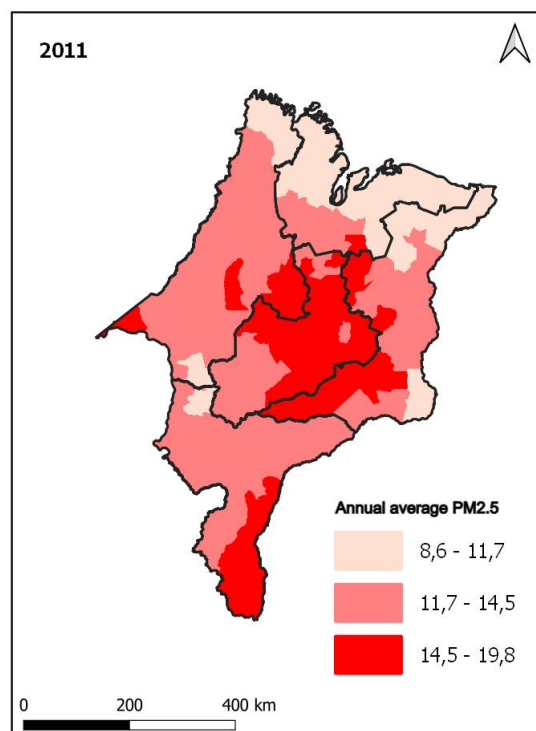 2011
Annual average PM2.5
8,6 - 11,7
11,7 - 14,5
14,5 - 19,8
0 200 400 km